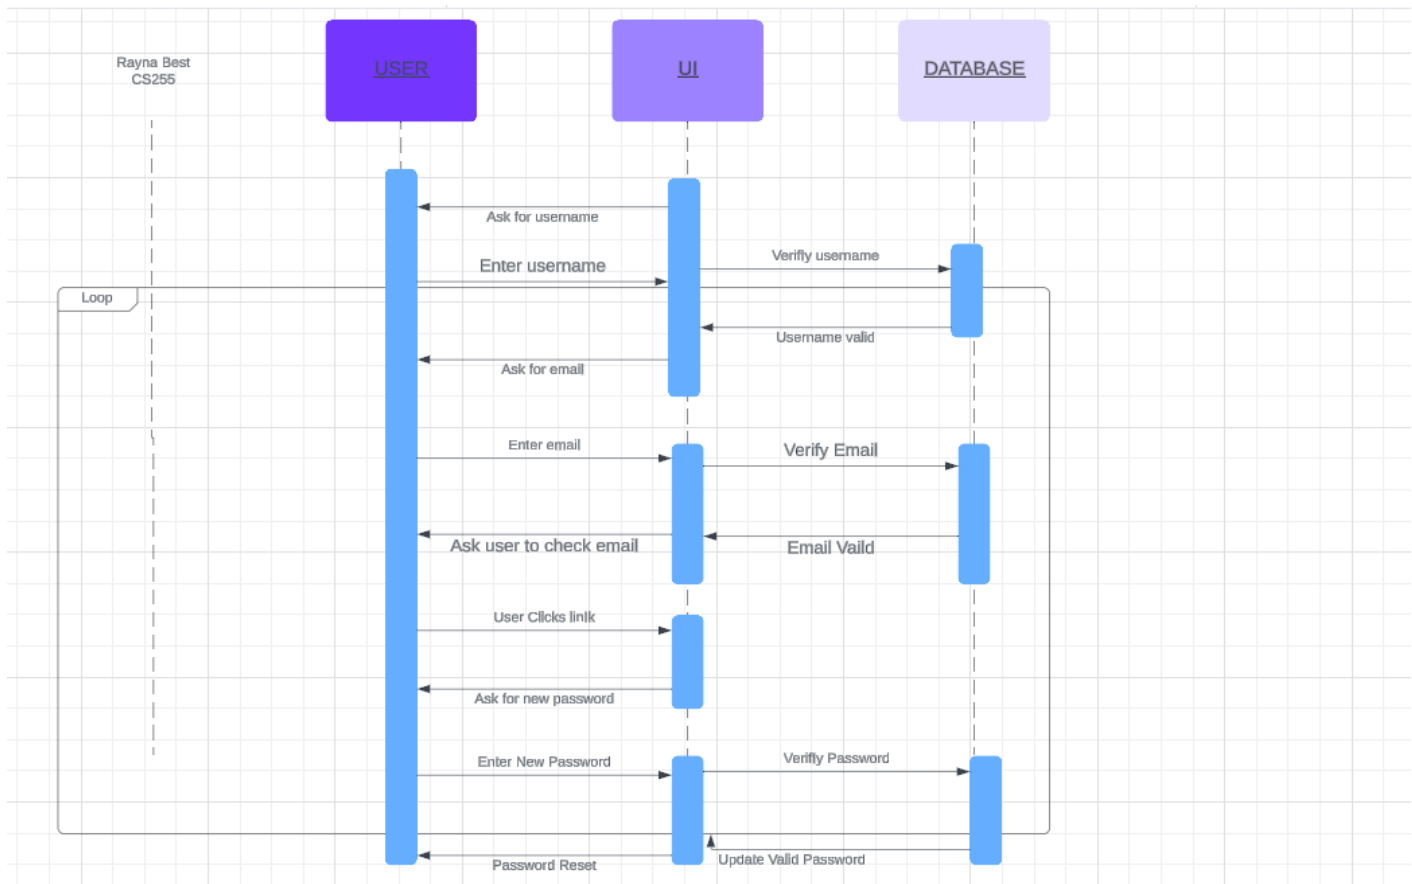 Rayna Best
CS255
USER
UI
DATABASE
Ask for username
Enter username
Verifly username
Loop
Username valid
Ask for email
Enter email
Verify Email
Ask user to check email
Email Vaild
User Clicks linlk
Ask for new password
Enter New Password
Verifly Password
Password Reset
Update Valid Password